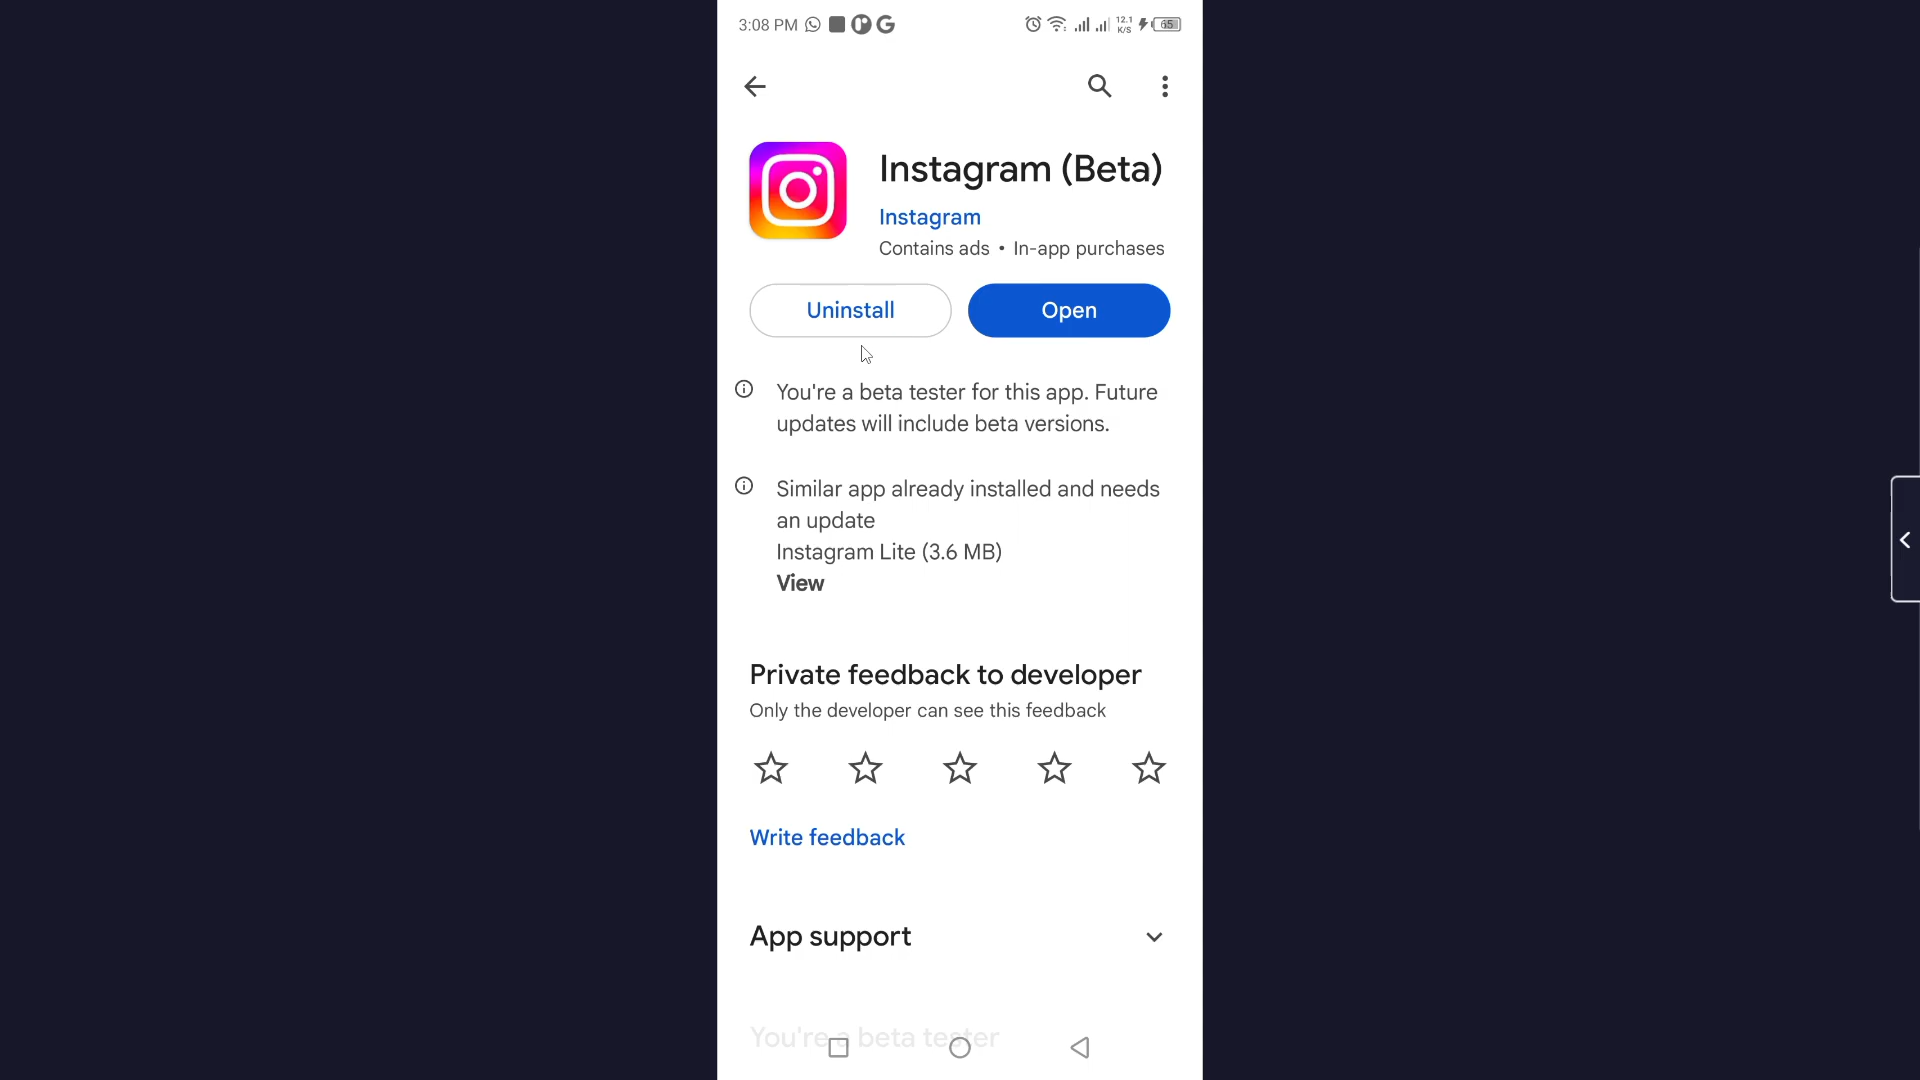 3:08 PM
12.1
K/S
65
Instagram (Beta)
Instagram
Contains ads • In-app purchases
Uninstall
Open
You're a beta tester for this app. Future
updates will include beta versions.
Similar app already installed and needs
an update
Instagram Lite (3.6 MB)
View
Private feedback to developer
Only the developer can see this feedback
Write feedback
App support
You're a beta tester